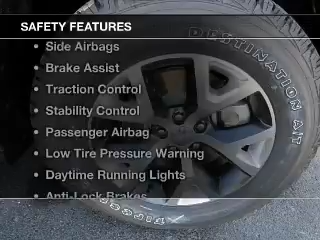 SAFETY FEATURES
• Side Airbags
• Brake Assist
• Traction Control
• Stability Control
• Passenger Airbag
• Low Tire Pressure Warning
• Daytime Running Lights
• Anti-Lock Brakes
DESTINATION A/T